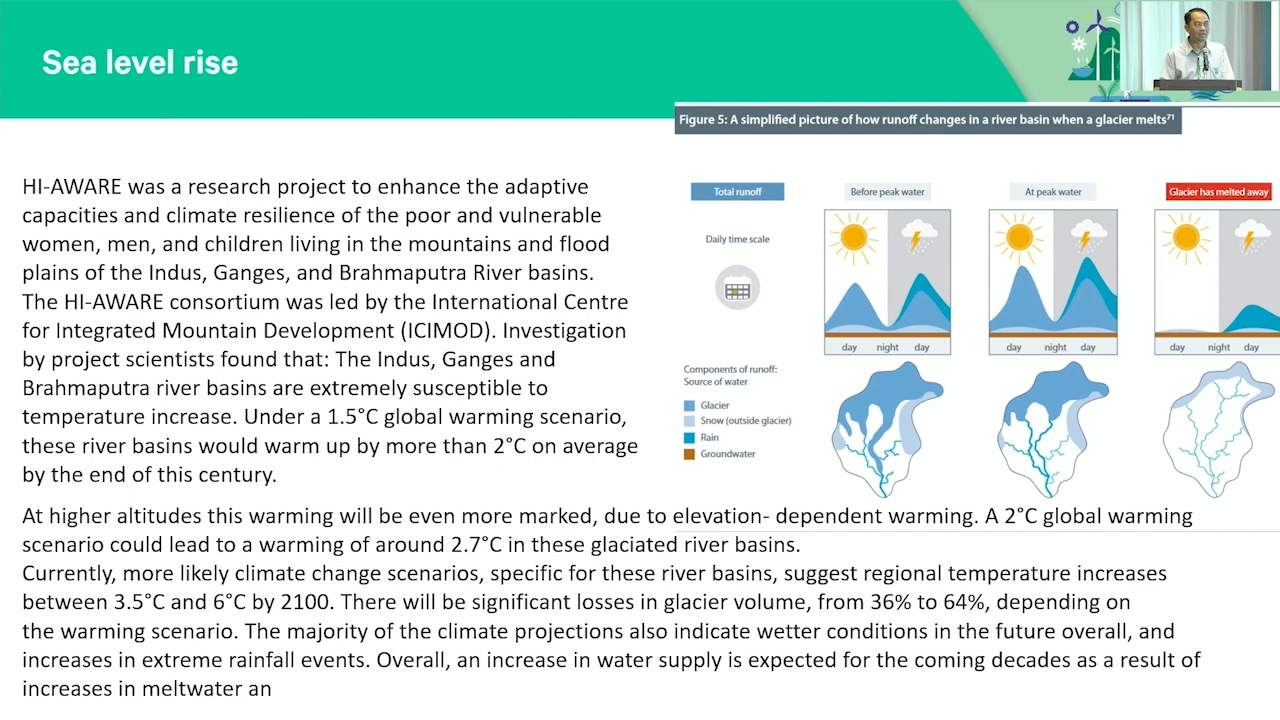 Sea level rise
Figure 5: A simplified picture of how runoff changes in a river basin when a glacier melts⁷¹
HI-AWARE was a research project to enhance the adaptive
capacities and climate resilience of the poor and vulnerable
women, men, and children living in the mountains and flood
plains of the Indus, Ganges, and Brahmaputra River basins.
The HI-AWARE consortium was led by the International Centre
for Integrated Mountain Development (ICIMOD). Investigation
by project scientists found that: The Indus, Ganges and
Brahmaputra river basins are extremely susceptible to
temperature increase. Under a 1.5°C global warming scenario,
these river basins would warm up by more than 2°C on average
by the end of this century.
Total runoff
Before peak water
At peak water
Glacier has melted away
Daily time scale
day night day
day night day
day night day
Components of runoff:
Source of water
Glacier
Snow (outside glacier)
Rain
Groundwater
At higher altitudes this warming will be even more marked, due to elevation- dependent warming. A 2°C global warming
scenario could lead to a warming of around 2.7°C in these glaciated river basins.
Currently, more likely climate change scenarios, specific for these river basins, suggest regional temperature increases
between 3.5°C and 6°C by 2100. There will be significant losses in glacier volume, from 36% to 64%, depending on
the warming scenario. The majority of the climate projections also indicate wetter conditions in the future overall, and
increases in extreme rainfall events. Overall, an increase in water supply is expected for the coming decades as a result of
increases in meltwater an